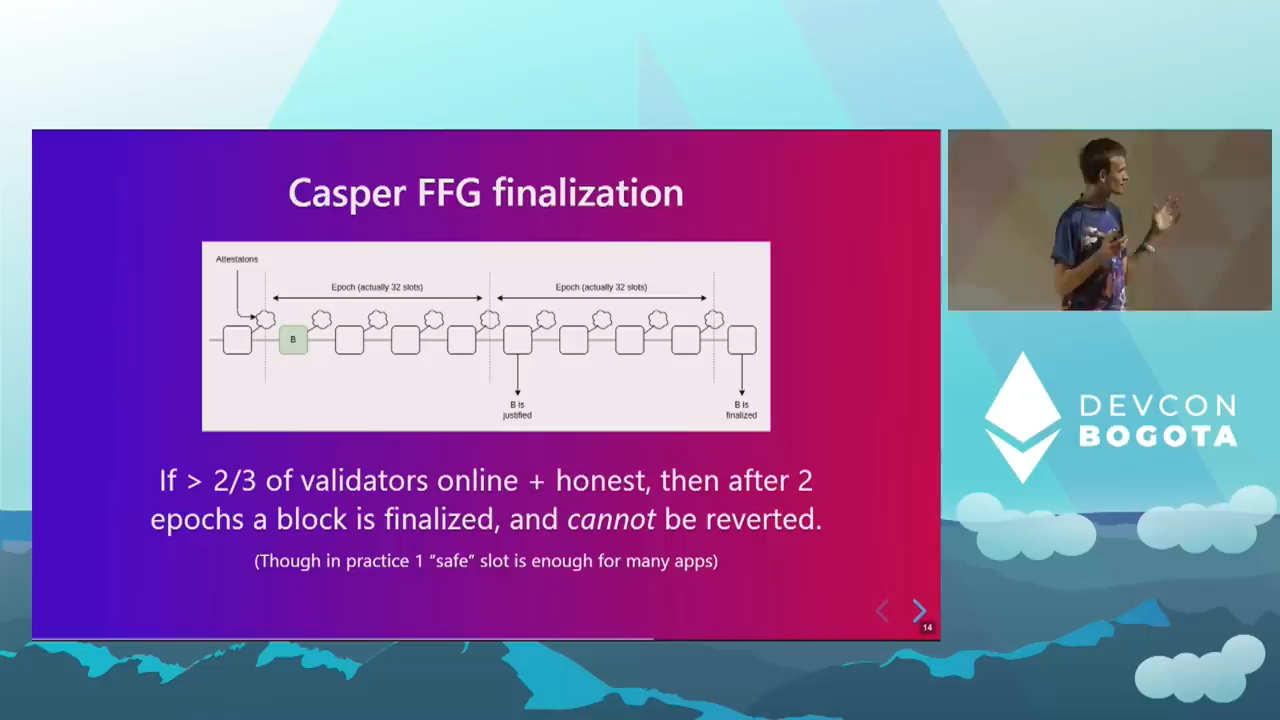 Casper FFG finalization
Attestatons
Epoch (actually 32 slots)
Epoch (actually 32 slots)
B
B is
justified
B is
finalized
If > 2/3 of validators online + honest, then after 2
epochs a block is finalized, and cannot be reverted.
(Though in practice 1 “safe” slot is enough for many apps)
14
DEVCON
BOGOTA